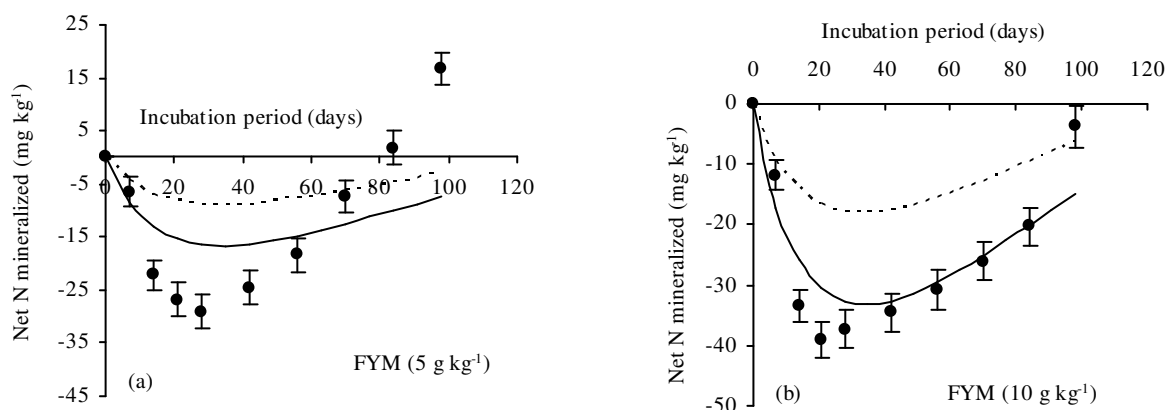 25
15
5
-5
-15
-25
-35
-45
Net N mineralized (mg kg-1)
Incubation period (days)
0 20 40 60 80 100 120
FYM (5 g kg-1)
(a)
Incubation period (days)
0 20 40 60 80 100 120
0
-10
-20
-30
-40
-50
Net N mineralized (mg kg-1)
FYM (10 g kg-1)
(b)